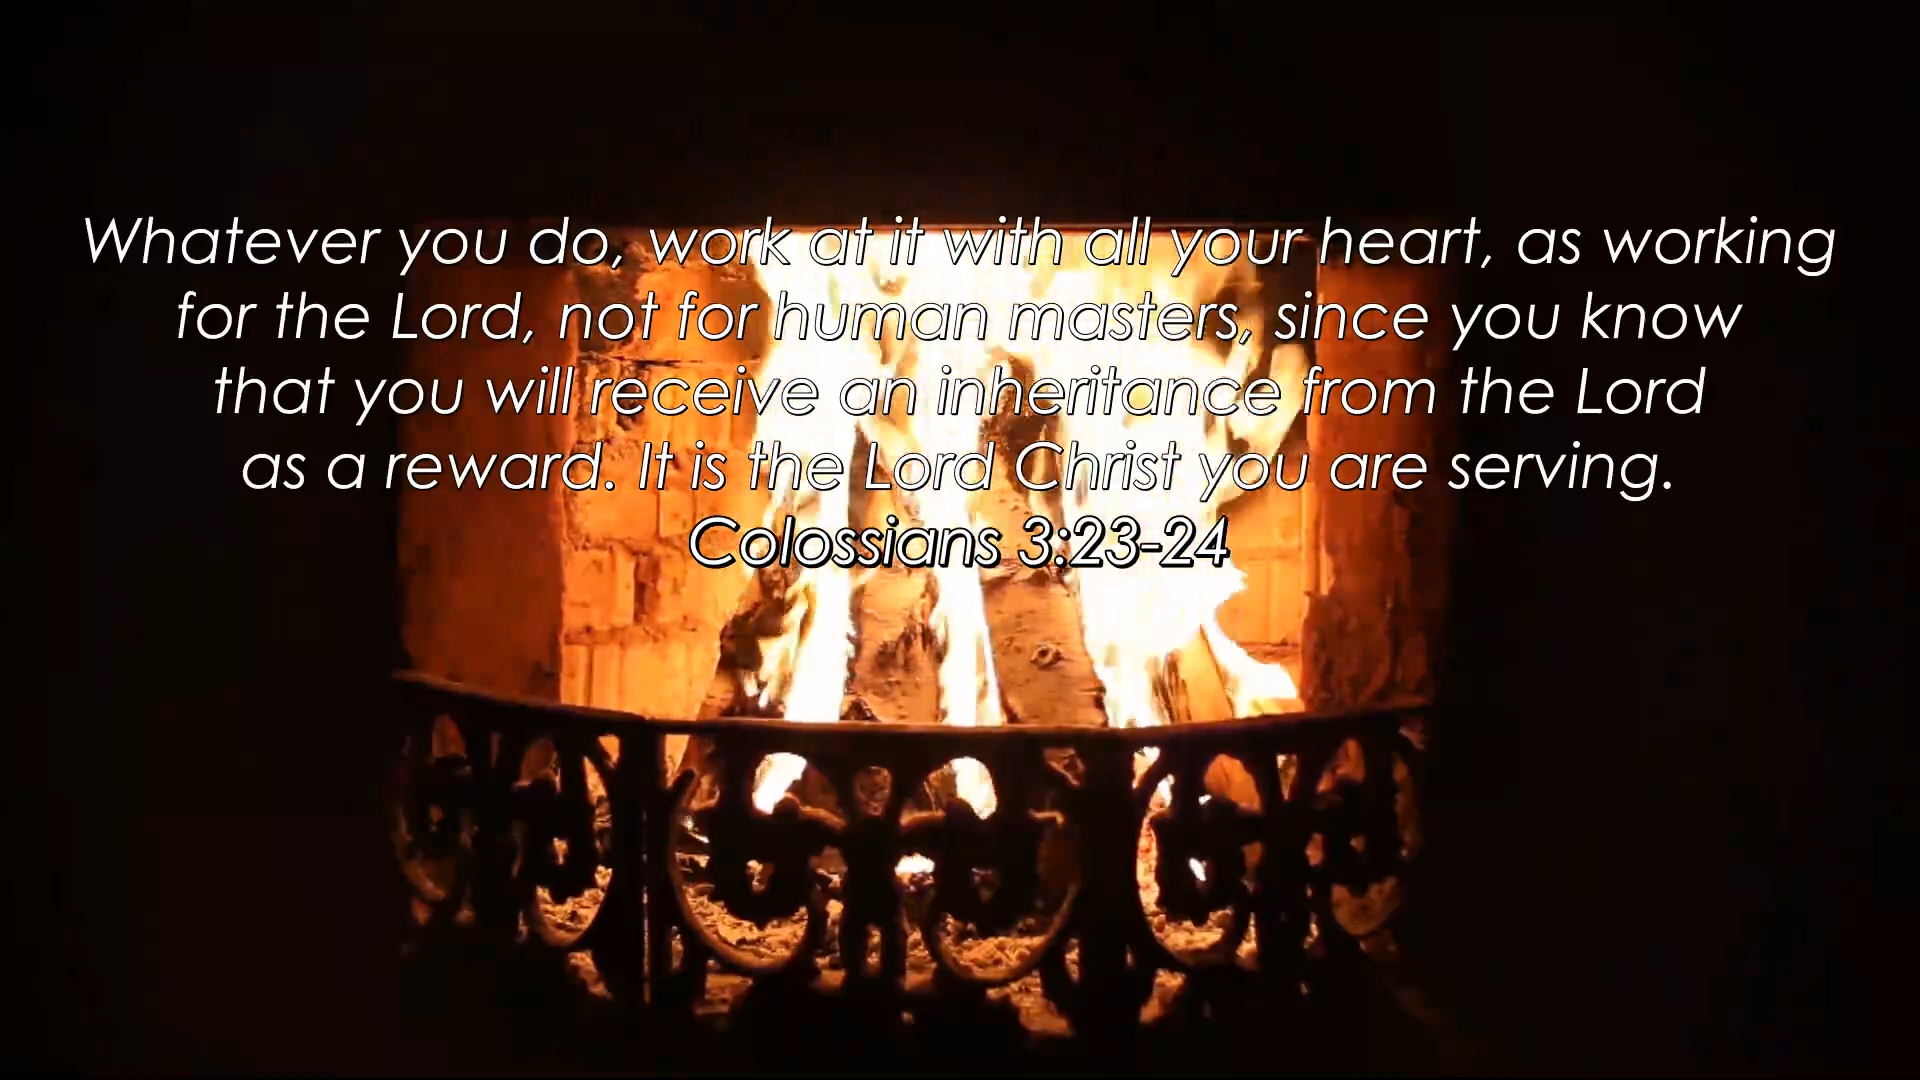 Whatever you do, work at it with all your heart, as working
for the Lord, not for human masters, since you know
that you will receive an inheritance from the Lord
as a reward. It is the Lord Christ you are serving.
Colossians 3:23-24